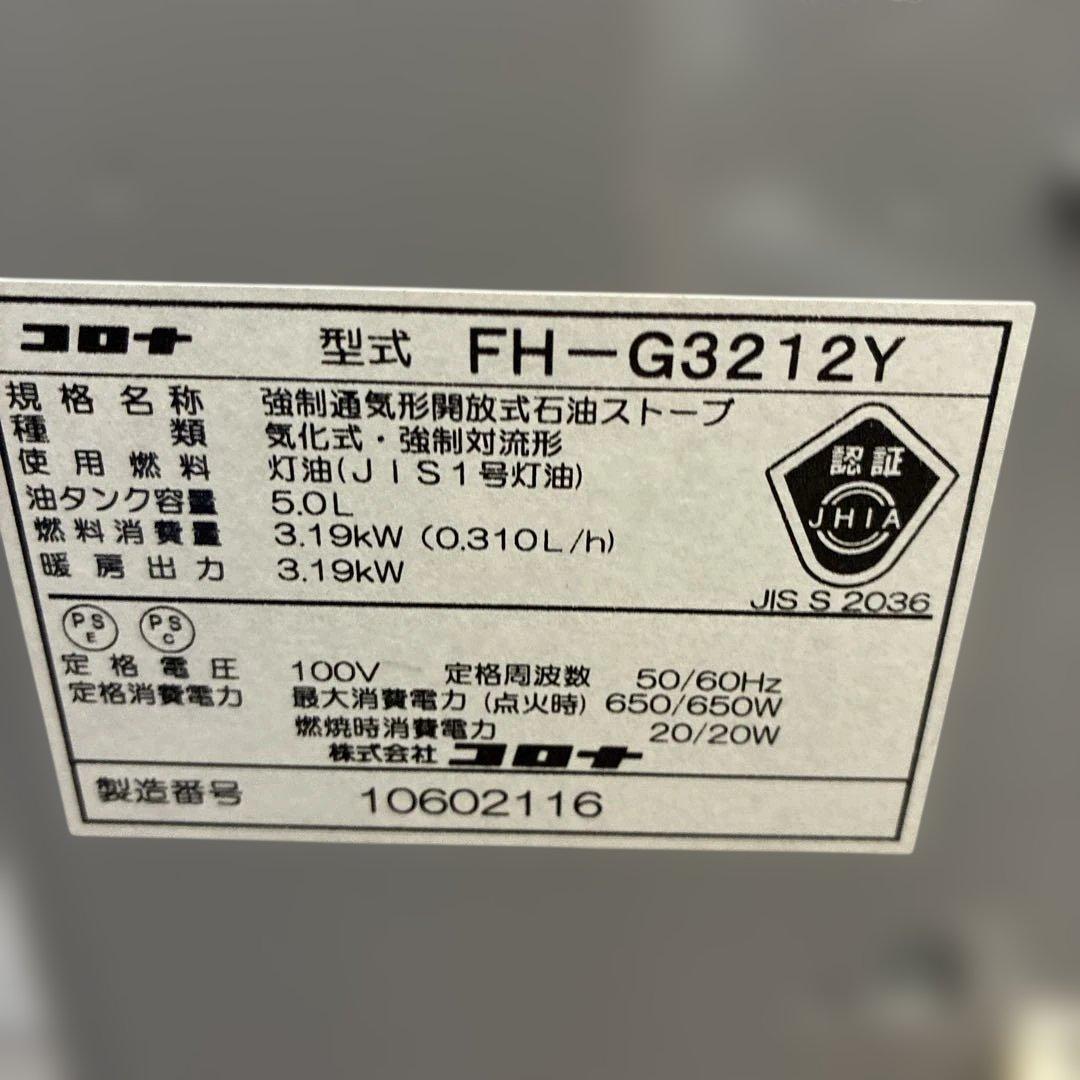 コロナ 型式 FH-G3212Y
規格名称 強制通気形開放式石油ストーブ
種類 気化式・強制対流形
使用燃料 灯油(JIS1号灯油)
油タンク容量 5.0L
燃料消費量 3.19kW (0.310L/h)
暖房出力 3.19kW
認証
JHIA
JIS S 2036
PSE PSC
定格電圧 100V 定格周波数 50/60Hz
定格消費電力 最大消費電力(点火時) 650/650W
燃焼時消費電力 20/20W
株式会社 コロナ
製造番号 10602116